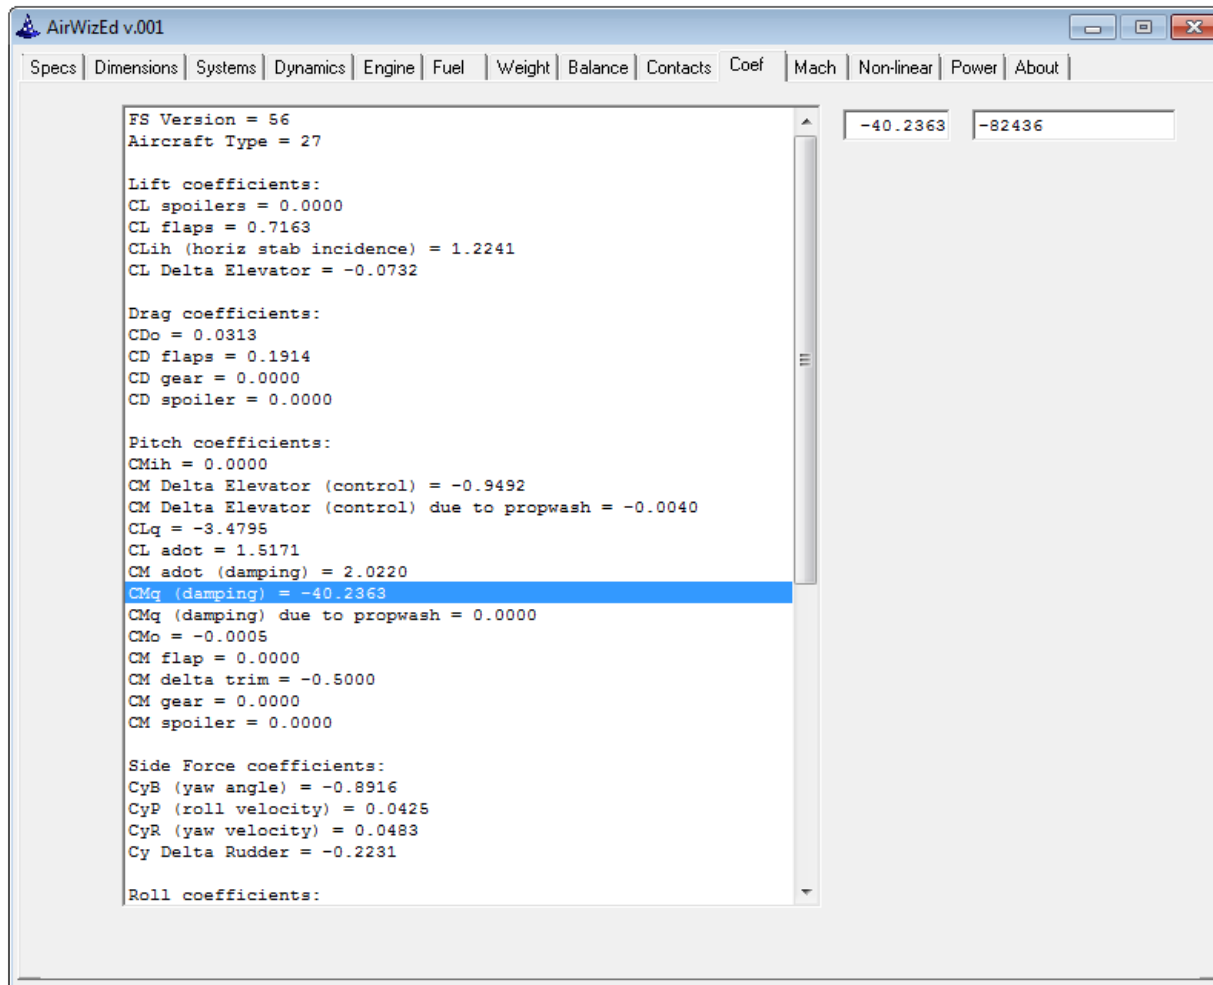 AirWizEd v.001
Specs Dimensions Systems Dynamics Engine Fuel Weight Balance Contacts Coef Mach Non-linear Power About
FS Version = 56
Aircraft Type = 27
-40.2363 -82436
Lift coefficients:
CL spoilers = 0.0000
CL flaps = 0.7163
CLih (horiz stab incidence) = 1.2241
CL Delta Elevator = -0.0732
Drag coefficients:
CDo = 0.0313
CD flaps = 0.1914
CD gear = 0.0000
CD spoiler = 0.0000
Pitch coefficients:
CMih = 0.0000
CM Delta Elevator (control) = -0.9492
CM Delta Elevator (control) due to propwash = -0.0040
CLq = -3.4795
CL adot = 1.5171
CM adot (damping) = 2.0220
CMq (damping) = -40.2363
CMq (damping) due to propwash = 0.0000
CMo = -0.0005
CM flap = 0.0000
CM delta trim = -0.5000
CM gear = 0.0000
CM spoiler = 0.0000
Side Force coefficients:
CyB (yaw angle) = -0.8916
CyP (roll velocity) = 0.0425
CyR (yaw velocity) = 0.0483
Cy Delta Rudder = -0.2231
Roll coefficients: